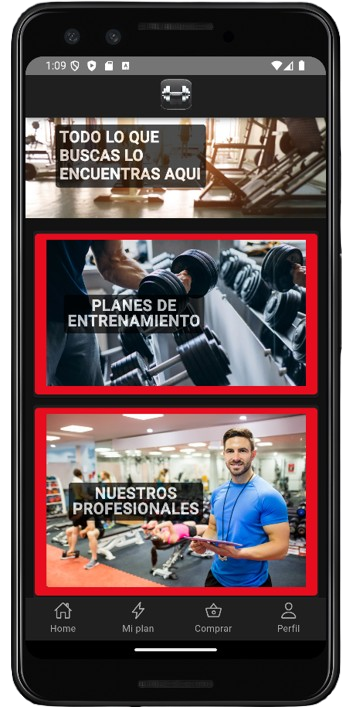 1:09
TODO LO QUE
BUSCAS LO
ENCUENTRAS AQUI
PLANES DE
ENTRENAMIENTO
NUESTROS
PROFESIONALES
Home Mi plan Comprar Perfil